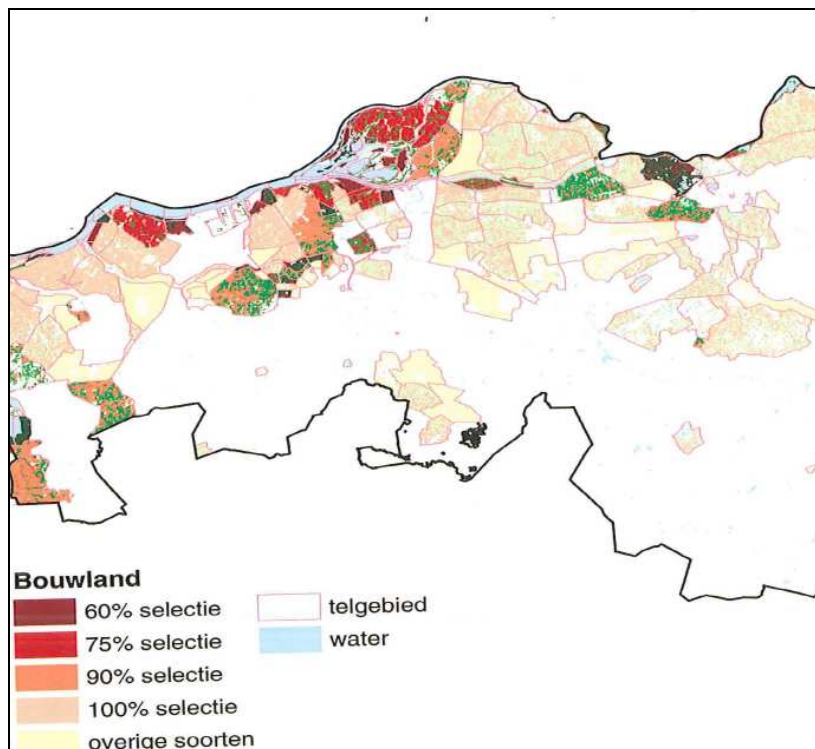 Bouwland
60% selectie
75% selectie
90% selectie
100% selectie
overige soorten
telgebied
water